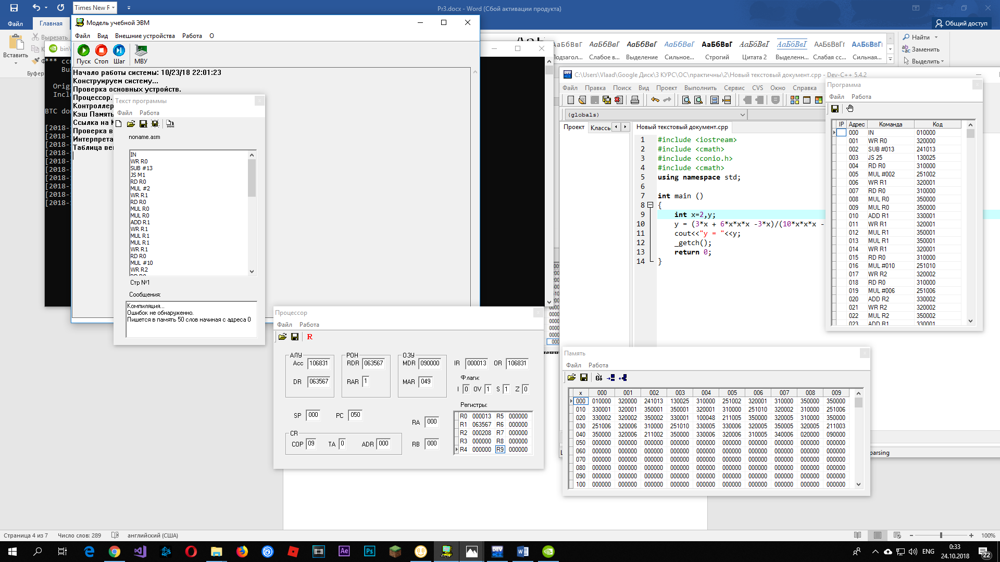 Times New R
Pr3.docx - Word (Сбой активации продукта)
Файл
Главная
Общий доступ
Вставить
Вырезать
Буфер
АаБбВвГ АаБбВвГ АаБбВвГ АаБбВвГ АаБбВвГ АаБбВвГ АаБбВвГ АаБбВвГ АаБбВвГ
Слабое в... Выделение Сильное... Строгий Цитата 2 Выделенн... Слабая сс... Сильная...
Найти
Заменить
Выделить
Модель учебной ЭВМ
Файл Вид Внешние устройства Работа О
Пуск Стоп Шаг МВУ
Начало работы системы: 10/23/18 22:01:23
Конструируем систему...
Проверка основных устройств.
Процессор.
Контроллер
Кэш Память
Ссылка на К
Проверка в
Интерпрета
Таблица ве
bin\
*** ccm
Bu
Orig
Incl
BTC do
[2018-
[2018-
[2018-
[2018-
[2018-
[2018-
[2018-
[2018-
[2018-
[2018-
Текст программы
Файл Работа
noname.asm
IN
WR R0
SUB #13
JS M1
RD R0
MUL #2
WR R1
RD R0
MUL R0
MUL R0
ADD R1
WR R1
MUL R1
MUL R1
WR R1
RD R0
MUL #10
WR R2
RD R0
Стр №1
Сообщения:
Компиляция...
Ошибок не обнаруженно.
Пишется в память 50 слов начиная с адреса 0
Процессор
Файл Работа
R
АЛУ РОН ОЗУ
Acc 106831 RDR 063567 MDR 090000 IR 000013 OR 106831
DR 063567 RAR 1 MAR 049
Флаги:
I 0 OV 1 S 1 Z 0
Регистры:
SP 000 PC 050 RA 000
CR
COP 09 TA 0 ADR 000 RB 000
R0 000013 R5 000000
R1 063567 R6 000000
R2 000208 R7 000000
R3 000000 R8 000000
R4 000000 R9 000000
C:\Users\Vlaad\Google Диск\3 КУРС\ОС\практичны\2\Новый текстовый документ.cpp - Dev-C++ 5.4.2
Файл Правка Поиск Вид Проект Выполнить Сервис CVS Окно Справка
(globals)
Проект Классь
Новый текстовый документ.cpp
1 #include <iostream>
2 #include <cmath>
3 #include <conio.h>
4 #include <cmath>
5 using namespace std;
6
7 int main ()
8 {
9 int x=2,y;
10 y = (3*x + 6*x*x*x -3*x)/(10*x*x*x -
11 cout<<"y = "<<y;
12 _getch();
13 return 0;
14 }
parsing
Программа
Файл Работа
IP Адрес Команда Код
000 IN 010000
001 WR R0 320000
002 SUB #013 241013
003 JS 25 130025
004 RD R0 310000
005 MUL #002 251002
006 WR R1 320001
007 RD R0 310000
008 MUL R0 350000
009 MUL R0 350000
010 ADD R1 330001
011 WR R1 320001
012 MUL R1 350001
013 MUL R1 350001
014 WR R1 320001
015 RD R0 310000
016 MUL #010 251010
017 WR R2 320002
018 RD R0 310000
019 MUL #006 251006
020 ADD R2 330002
021 WR R2 320002
022 MUL R2 350002
023 ADD R1 330001
Память
Файл Работа
x 000 001 002 003 004 005 006 007 008 009
000 010000 320000 241013 130025 310000 251002 320001 310000 350000 350000
010 330001 320001 350001 350001 320001 310000 251010 320002 310000 251006
020 330002 320002 350002 330001 100048 211005 350000 320005 310000 350000
030 251006 320006 310000 251010 330005 330006 320005 350005 320005 211003
040 350000 320006 211002 350000 330006 320006 310005 340006 020000 090000
050 000000 000000 000000 000000 000000 000000 000000 000000 000000 000000
060 000000 000000 000000 000000 000000 000000 000000 000000 000000 000000
070 000000 000000 000000 000000 000000 000000 000000 000000 000000 000000
080 000000 000000 000000 000000 000000 000000 000000 000000 000000 000000
090 000000 000000 000000 000000 000000 000000 000000 000000 000000 000000
100 000000 000000 000000 000000 000000 000000 000000 000000 000000 000000
Страница 4 из 7 Число слов: 289 английский (США)
100%
ENG
0:33
24.10.2018
22